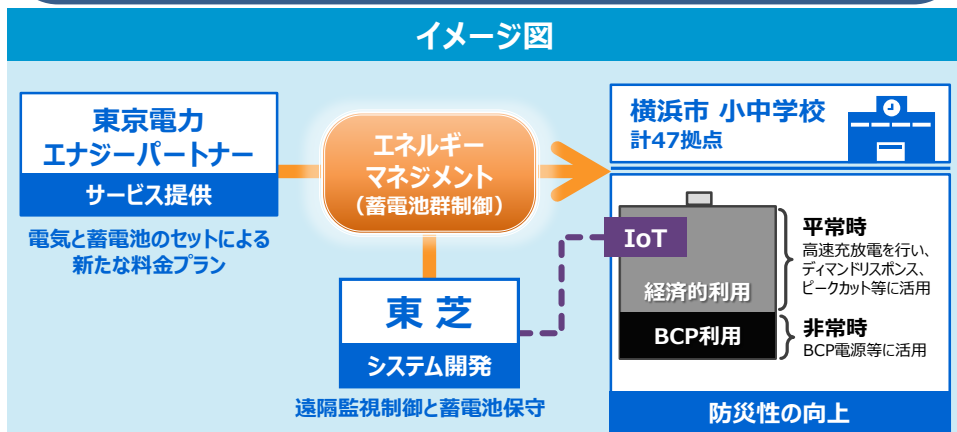 イメージ図
東京電力
エナジーパートナー
サービス提供
電気と蓄電池のセットによる
新たな料金プラン
エネルギー
マネジメント
（蓄電池群制御）
東 芝
システム開発
遠隔監視制御と蓄電池保守
横浜市 小中学校
計47拠点
IoT
経済的利用
BCP利用
平常時
高速充放電を行い、
ディマンドリスポンス、
ピークカット等に活用
非常時
BCP電源等に活用
防災性の向上